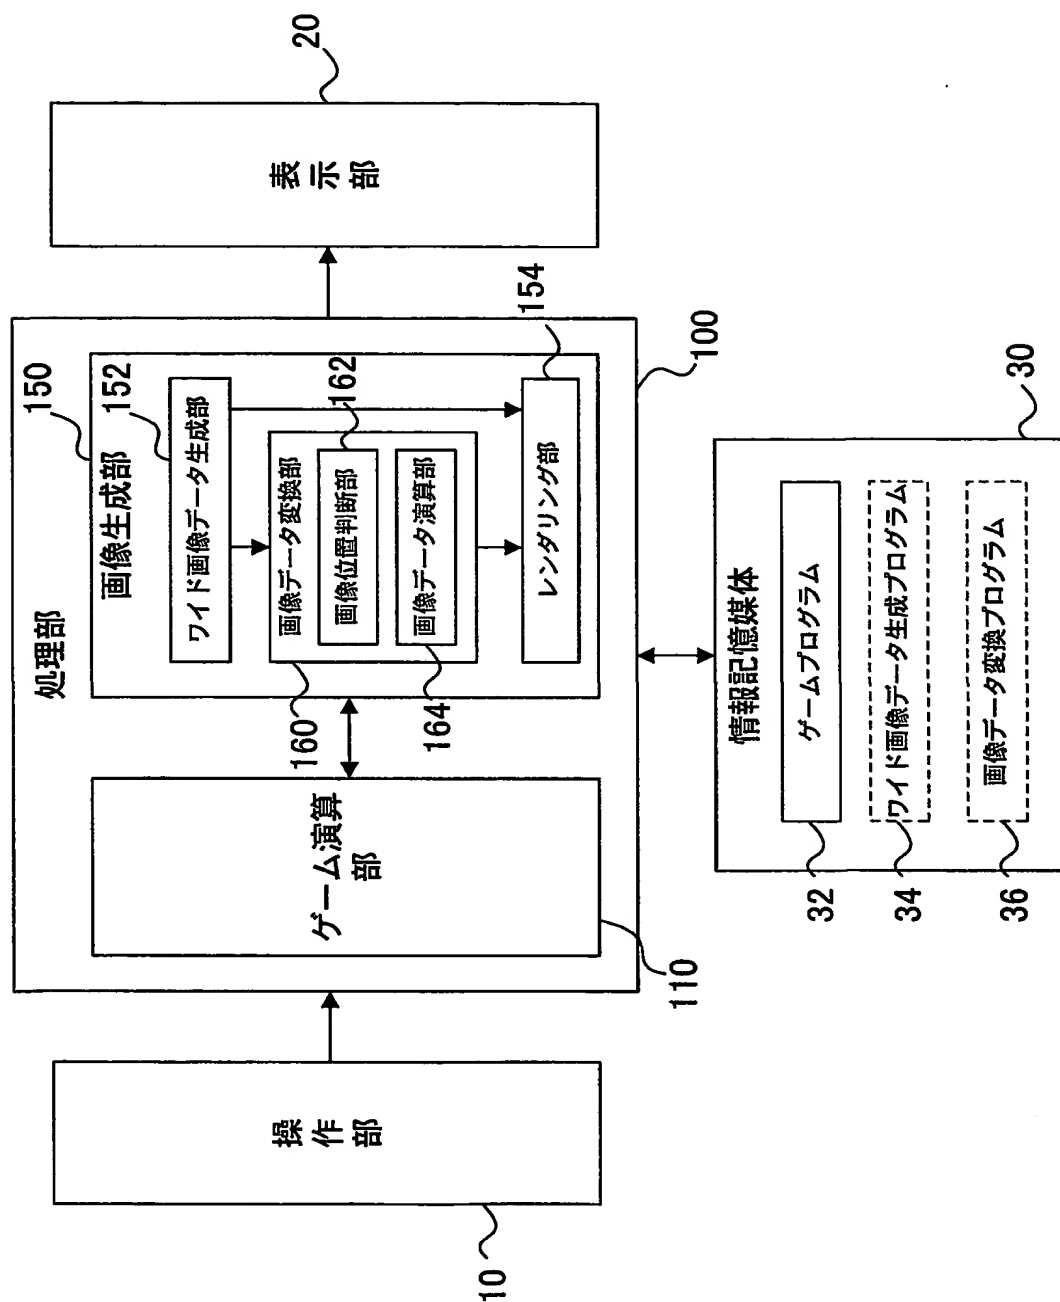 操作部
10
処理部
ゲーム演算
部
110
画像生成部
150
ワイド画像データ生成部
152
画像データ変換部
160
画像位置判断部
162
画像データ演算部
164
レンダリング部
154
100
表示部
20
情報記憶媒体
30
ゲームプログラム
32
ワイド画像データ生成プログラム
34
画像データ変換プログラム
36